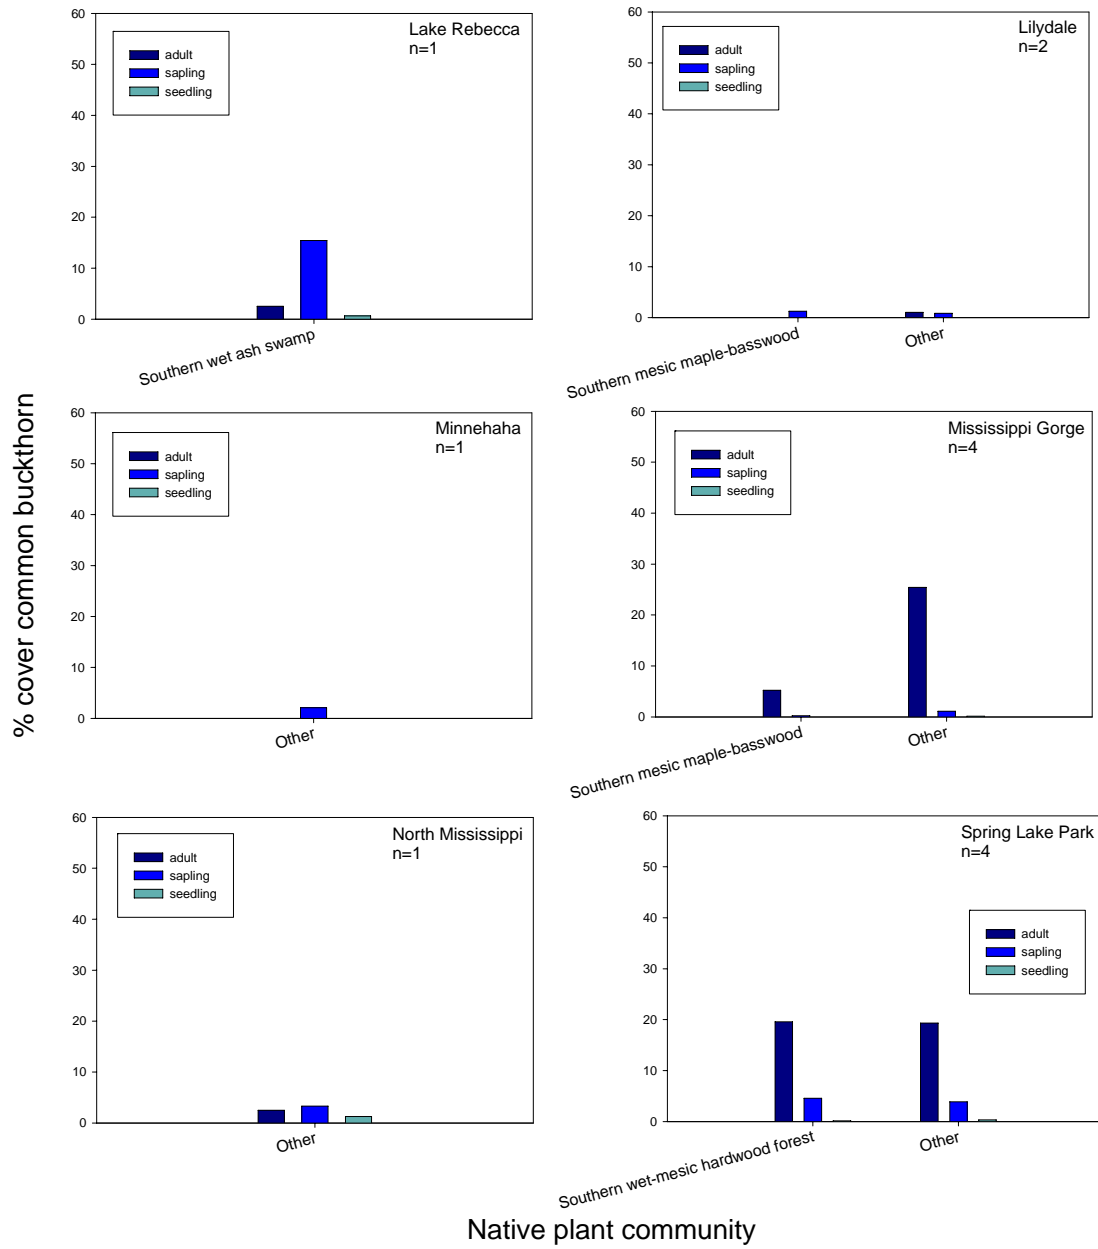 % cover common buckthorn
60
50
40
30
20
10
0
adult
sapling
seedling
Lake Rebecca
n=1
Southern wet ash swamp
60
50
40
30
20
10
0
adult
sapling
seedling
Lilydale
n=2
Southern mesic maple-basswood
Other
60
50
40
30
20
10
0
adult
sapling
seedling
Minnehaha
n=1
Other
60
50
40
30
20
10
0
adult
sapling
seedling
Mississippi Gorge
n=4
Southern mesic maple-basswood
Other
60
50
40
30
20
10
0
adult
sapling
seedling
North Mississippi
n=1
Other
60
50
40
30
20
10
0
Spring Lake Park
n=4
adult
sapling
seedling
Southern wet-mesic hardwood forest
Other
Native plant community